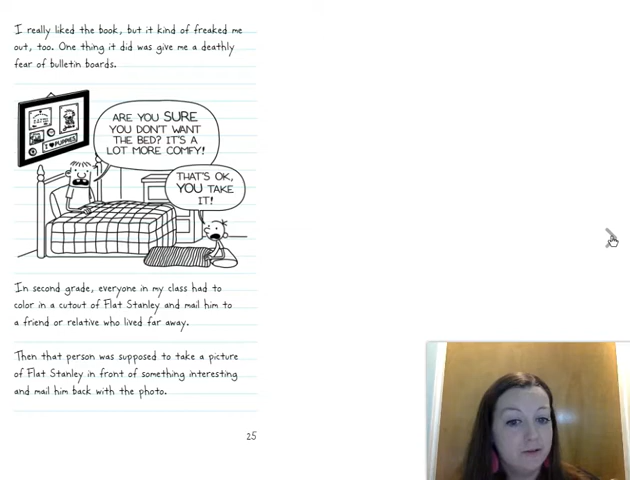 I really liked the book, but it kind of freaked me
out, too. One thing it did was give me a deathly
fear of bulletin boards.
I ♥ PUPPIES
ARE YOU SURE
YOU DON'T WANT
THE BED? IT'S A
LOT MORE COMFY!
THAT'S OK,
YOU TAKE
IT!
In second grade, everyone in my class had to
color in a cutout of Flat Stanley and mail him to
a friend or relative who lived far away.
Then that person was supposed to take a picture
of Flat Stanley in front of something interesting
and mail him back with the photo.
25